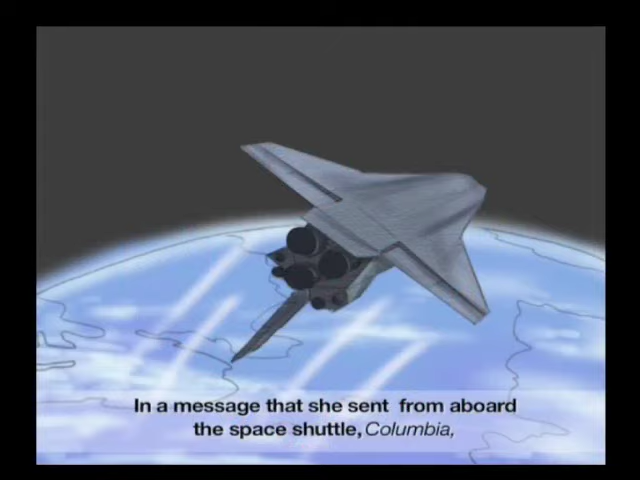 In a message that she sent from aboard
the space shuttle, Columbia,